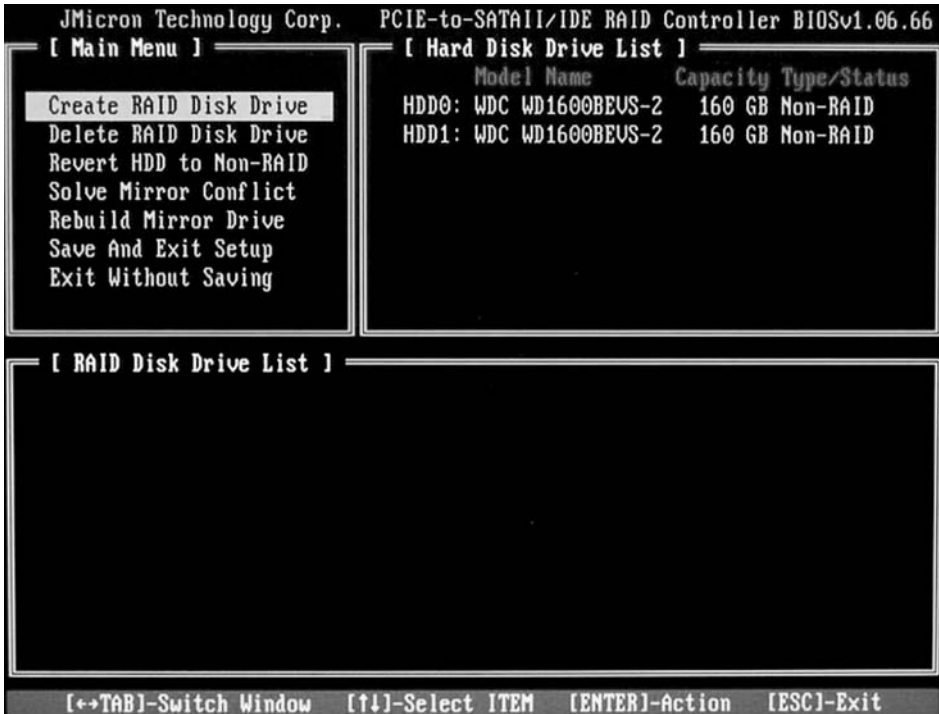 JMicron Technology Corp. PCIE-to-SATAII/IDE RAID Controller BIOSv1.06.66
[ Main Menu ]
Create RAID Disk Drive
Delete RAID Disk Drive
Revert HDD to Non-RAID
Solve Mirror Conflict
Rebuild Mirror Drive
Save And Exit Setup
Exit Without Saving
[ Hard Disk Drive List ]
Model Name Capacity Type/Status
HDD0: WDC WD1600BEVS-2 160 GB Non-RAID
HDD1: WDC WD1600BEVS-2 160 GB Non-RAID
[ RAID Disk Drive List ]
[↔TAB]-Switch Window [↑↓]-Select ITEM [ENTER]-Action [ESC]-Exit